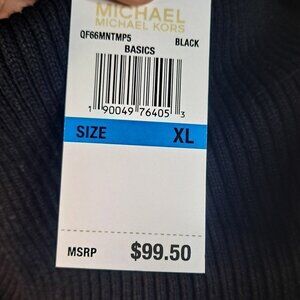 MICHAEL
MICHAEL KORS
QF66MNTMP5 BLACK
BASICS
1 90049 76405 3
SIZE XL
MSRP $99.50